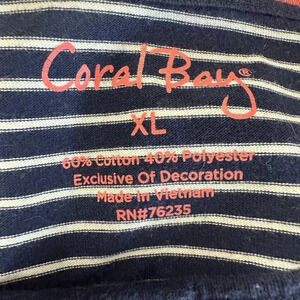 Coral Bay®
XL
60% Cotton 40% Polyester
Exclusive Of Decoration
Made In Vietnam
RN#76235